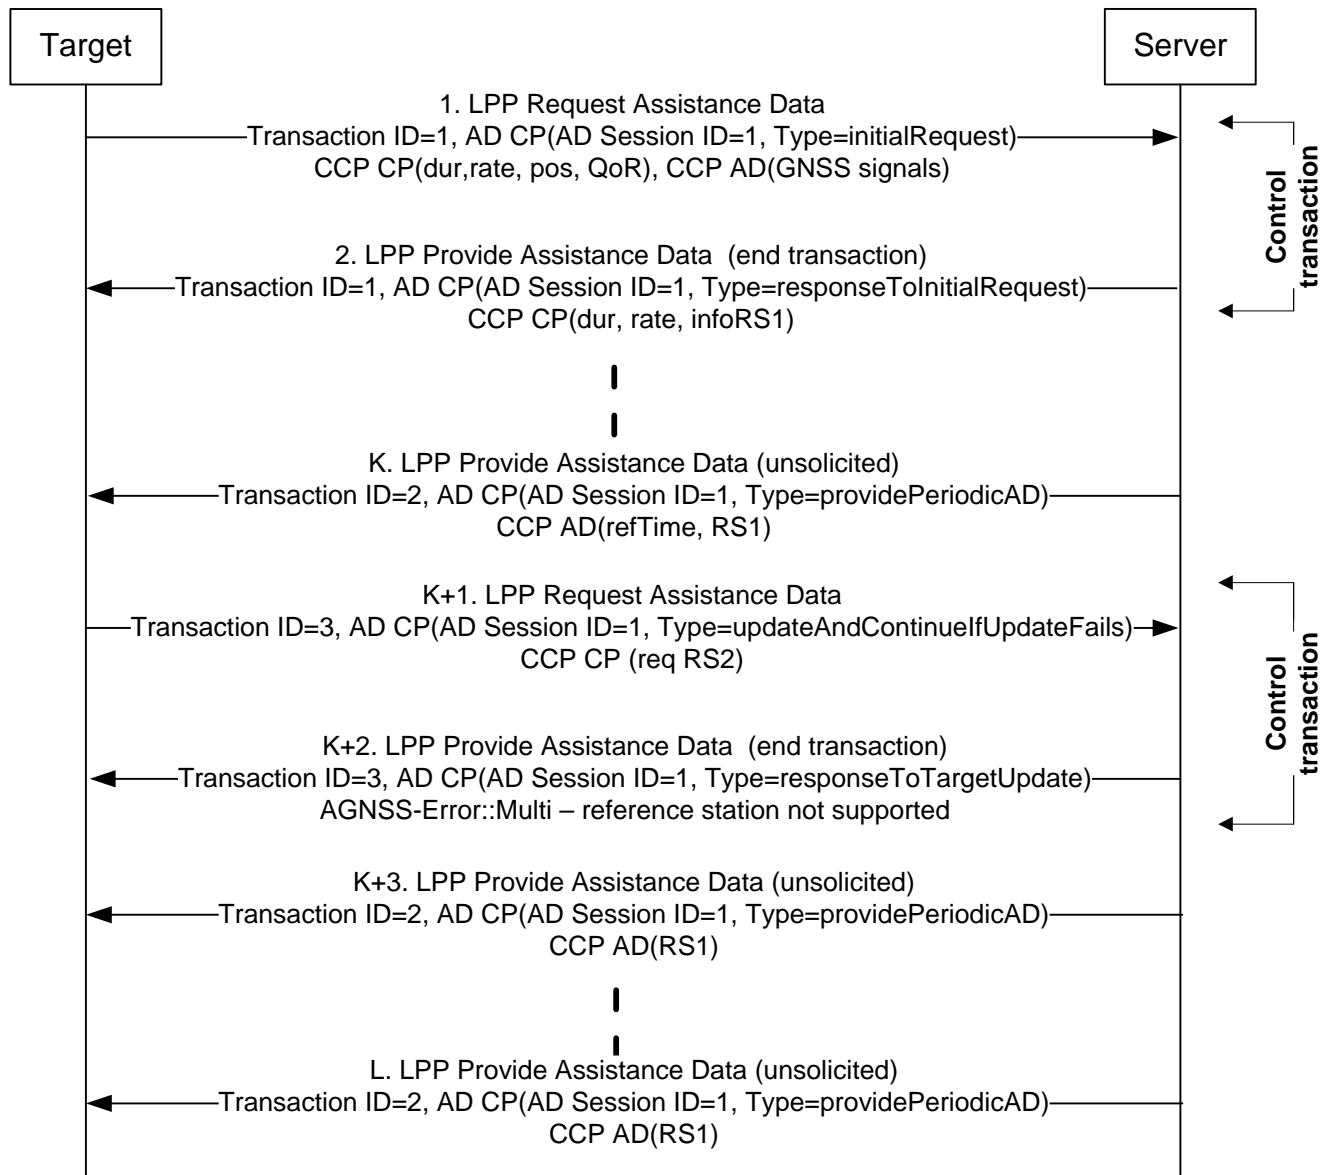 Target
Server
1. LPP Request Assistance Data
Transaction ID=1, AD CP(AD Session ID=1, Type=initialRequest)
CCP CP(dur,rate, pos, QoR), CCP AD(GNSS signals)
Control
transaction
2. LPP Provide Assistance Data (end transaction)
Transaction ID=1, AD CP(AD Session ID=1, Type=responseToInitialRequest)
CCP CP(dur, rate, infoRS1)
K. LPP Provide Assistance Data (unsolicited)
Transaction ID=2, AD CP(AD Session ID=1, Type=providePeriodicAD)
CCP AD(refTime, RS1)
K+1. LPP Request Assistance Data
Transaction ID=3, AD CP(AD Session ID=1, Type=updateAndContinueIfUpdateFails)
CCP CP (req RS2)
Control
transaction
K+2. LPP Provide Assistance Data (end transaction)
Transaction ID=3, AD CP(AD Session ID=1, Type=responseToTargetUpdate)
AGNSS-Error::Multi – reference station not supported
K+3. LPP Provide Assistance Data (unsolicited)
Transaction ID=2, AD CP(AD Session ID=1, Type=providePeriodicAD)
CCP AD(RS1)
L. LPP Provide Assistance Data (unsolicited)
Transaction ID=2, AD CP(AD Session ID=1, Type=providePeriodicAD)
CCP AD(RS1)